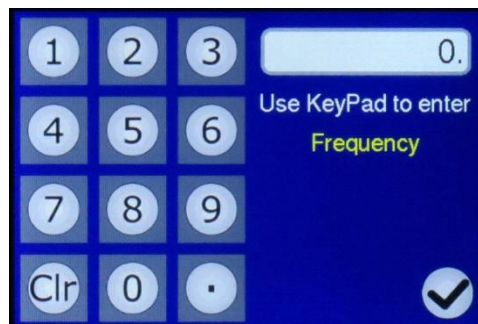 1 2 3 0.
Use KeyPad to enter
4 5 6 Frequency
7 8 9
Clr 0 .